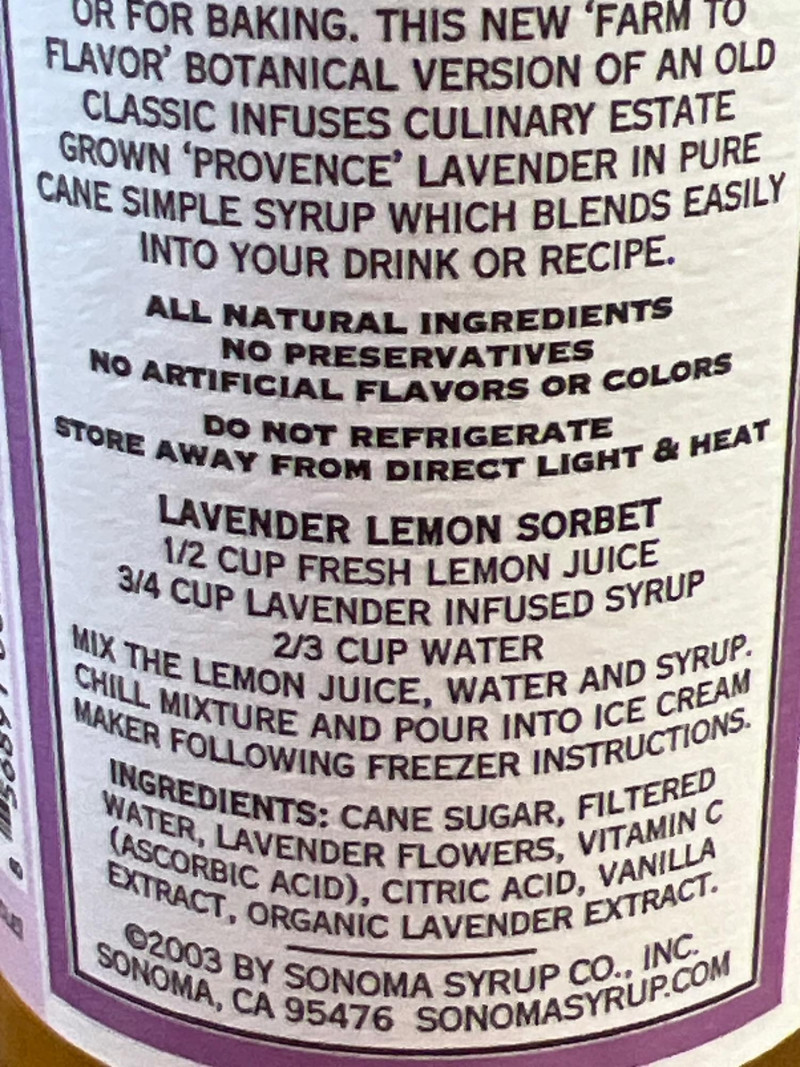 OR FOR BAKING. THIS NEW ‘FARM TO
FLAVOR’ BOTANICAL VERSION OF AN OLD
CLASSIC INFUSES CULINARY ESTATE
GROWN ‘PROVENCE’ LAVENDER IN PURE
CANE SIMPLE SYRUP WHICH BLENDS EASILY
INTO YOUR DRINK OR RECIPE.
ALL NATURAL INGREDIENTS
NO PRESERVATIVES
NO ARTIFICIAL FLAVORS OR COLORS
DO NOT REFRIGERATE
STORE AWAY FROM DIRECT LIGHT & HEAT
LAVENDER LEMON SORBET
1/2 CUP FRESH LEMON JUICE
3/4 CUP LAVENDER INFUSED SYRUP
2/3 CUP WATER
MIX THE LEMON JUICE, WATER AND SYRUP.
CHILL MIXTURE AND POUR INTO ICE CREAM
MAKER FOLLOWING FREEZER INSTRUCTIONS.
INGREDIENTS: CANE SUGAR, FILTERED
WATER, LAVENDER FLOWERS, VITAMIN C
(ASCORBIC ACID), CITRIC ACID, VANILLA
EXTRACT, ORGANIC LAVENDER EXTRACT.
©2003 BY SONOMA SYRUP CO., INC.
SONOMA, CA 95476 SONOMASYRUP.COM